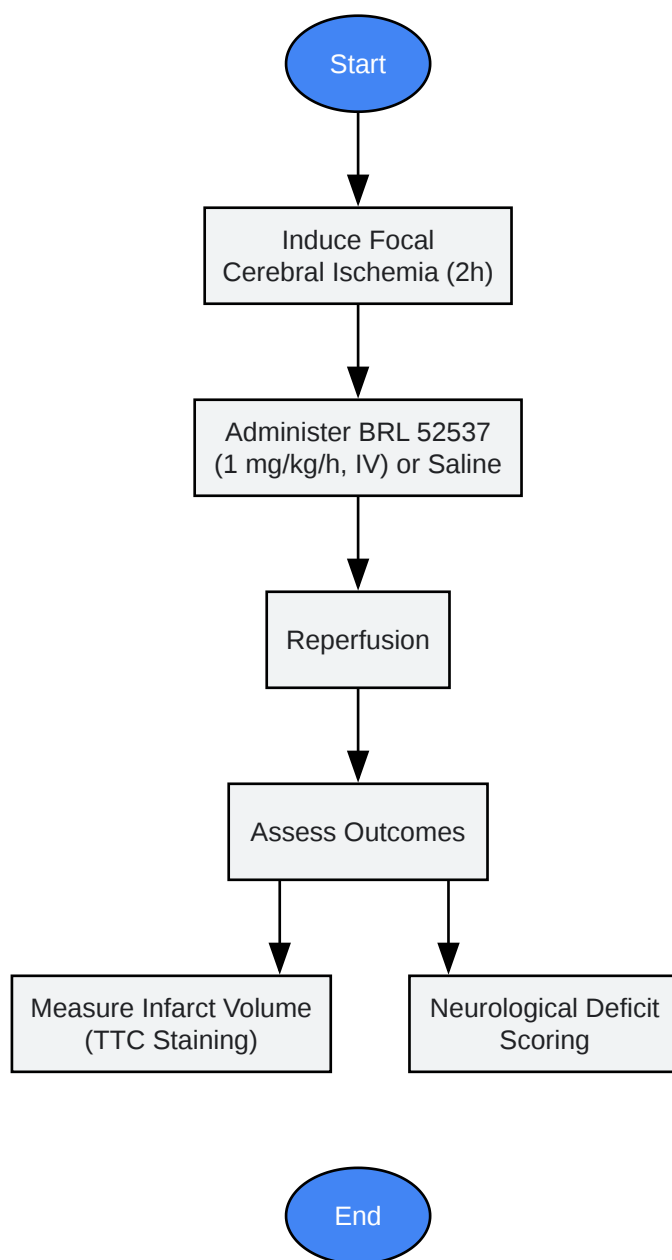 Start
Induce Focal
Cerebral Ischemia (2h)
Administer BRL 52537
(1 mg/kg/h, IV) or Saline
Reperfusion
Assess Outcomes
Measure Infarct Volume
(TTC Staining)
Neurological Deficit
Scoring
End